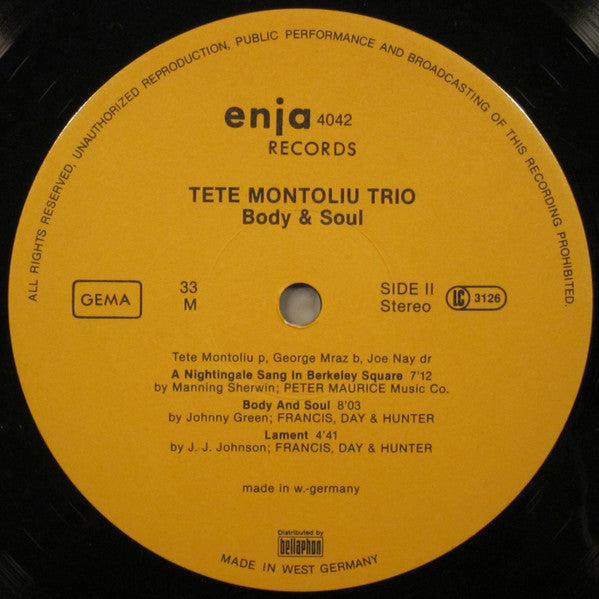 ALL RIGHTS RESERVED. UNAUTHORIZED REPRODUCTION, PUBLIC PERFORMANCE AND BROADCASTING OF THIS RECORDING PROHIBITED.
enja 4042
RECORDS
TETE MONTOLIU TRIO
Body & Soul
GEMA
33
M
SIDE II
Stereo
LC 3126
Tete Montoliu p, George Mraz b, Joe Nay dr
A Nightingale Sang In Berkeley Square 7'12
by Manning Sherwin; PETER MAURICE Music Co.
Body And Soul 8'03
by Johnny Green; FRANCIS, DAY & HUNTER
Lament 4'41
by J. J. Johnson; FRANCIS, DAY & HUNTER
made in w.-germany
Distributed by
bellaphon
MADE IN WEST GERMANY